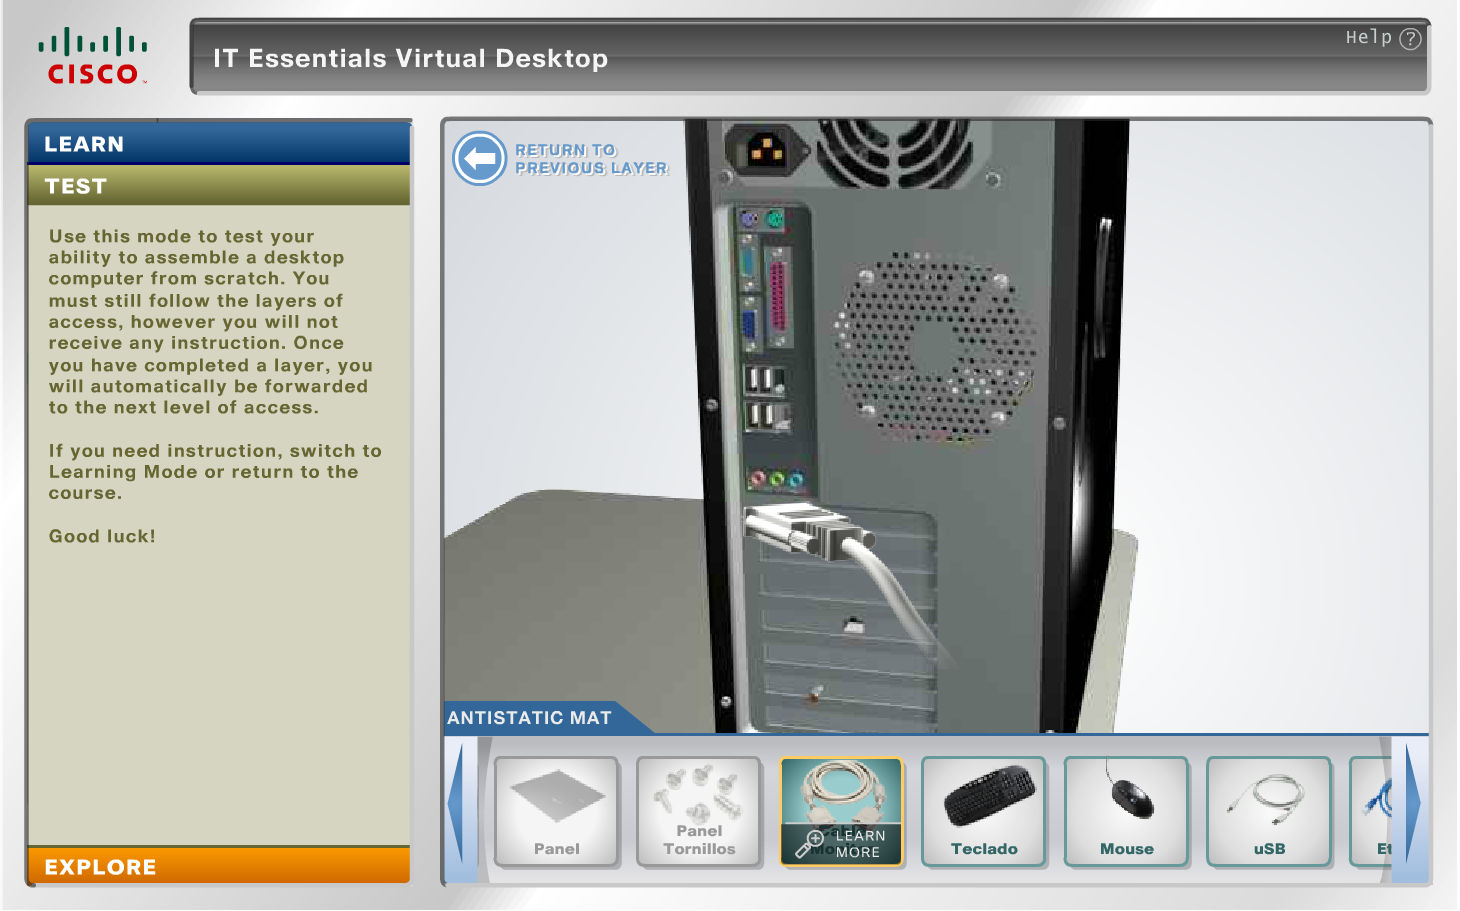 CISCO
IT Essentials Virtual Desktop
Help ?
LEARN
TEST
Use this mode to test your
ability to assemble a desktop
computer from scratch. You
must still follow the layers of
access, however you will not
receive any instruction. Once
you have completed a layer, you
will automatically be forwarded
to the next level of access.
If you need instruction, switch to
Learning Mode or return to the
course.
Good luck!
EXPLORE
RETURN TO
PREVIOUS LAYER
ANTISTATIC MAT
Panel
Panel
Tornillos
LEARN
MORE
Teclado
Mouse
uSB
Et